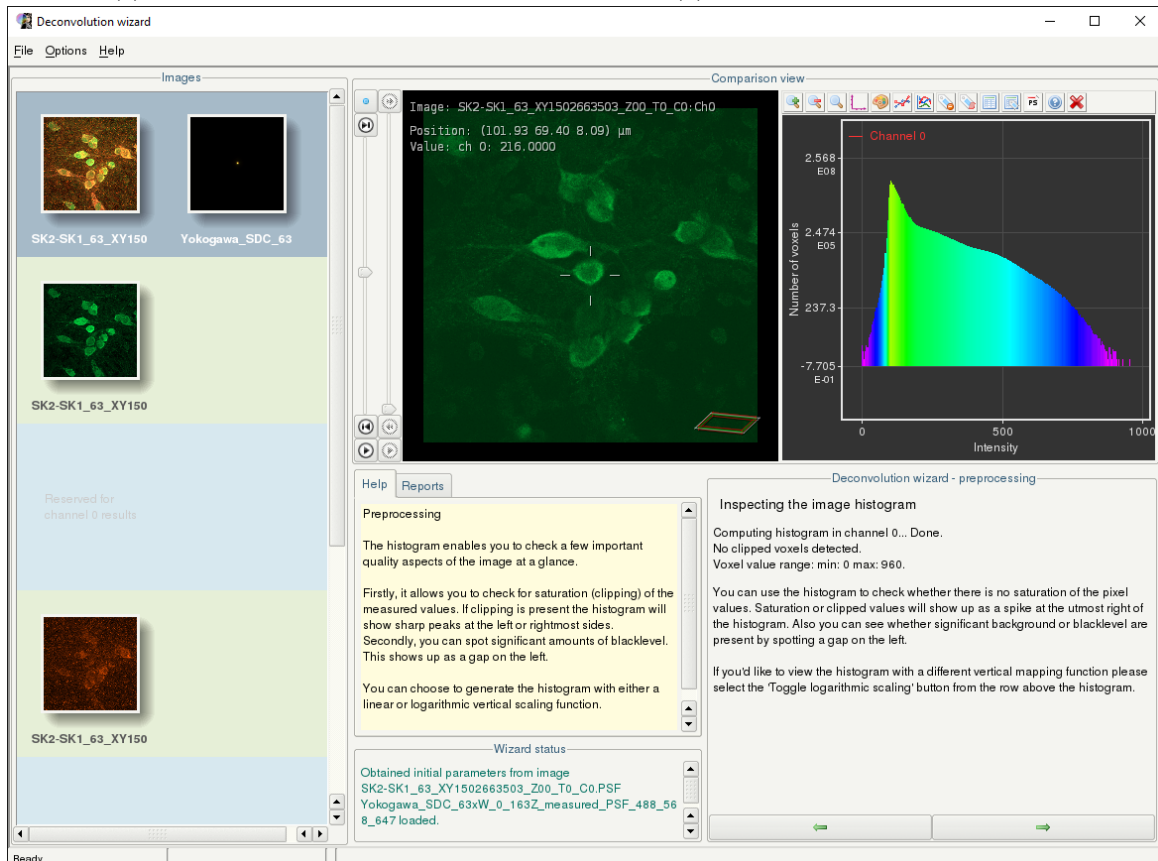 Deconvolution wizard
File Options Help
Images
SK2-SK1_63_XY150
Yokogawa_SDC_63
SK2-SK1_63_XY150
Reserved for
channel 0 results
SK2-SK1_63_XY150
Comparison view
Image: SK2-SK1_63_XY1502663503_Z00_T0_C0:Ch0
Position: (101.93 69.40 8.09) µm
Value: ch 0: 216.0000
PS
Channel 0
Number of voxels
2.568
E08
2.474
E05
237.3
-7.705
E-01
0
500
1000
Intensity
Help
Reports
Preprocessing
The histogram enables you to check a few important
quality aspects of the image at a glance.
Firstly, it allows you to check for saturation (clipping) of the
measured values. If clipping is present the histogram will
show sharp peaks at the left or rightmost sides.
Secondly, you can spot significant amounts of blacklevel.
This shows up as a gap on the left.
You can choose to generate the histogram with either a
linear or logarithmic vertical scaling function.
Wizard status
Obtained initial parameters from image
SK2-SK1_63_XY1502663503_Z00_T0_C0.PSF
Yokogawa_SDC_63xW_0_163Z_measured_PSF_488_56
8_647 loaded.
Deconvolution wizard - preprocessing
Inspecting the image histogram
Computing histogram in channel 0... Done.
No clipped voxels detected.
Voxel value range: min: 0 max: 960.
You can use the histogram to check whether there is no saturation of the pixel
values. Saturation or clipped values will show up as a spike at the utmost right of
the histogram. Also you can see whether significant background or blacklevel are
present by spotting a gap on the left.
If you'd like to view the histogram with a different vertical mapping function please
select the 'Toggle logarithmic scaling' button from the row above the histogram.
Ready